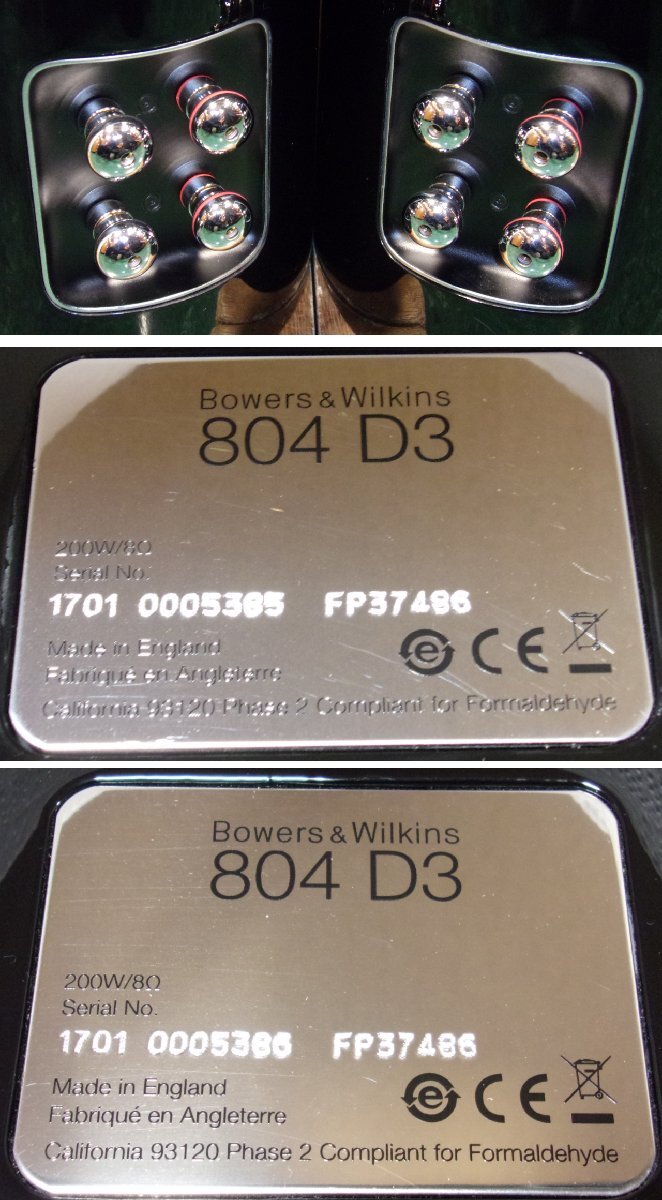 Bowers & Wilkins
804 D3
200W/8Ω
Serial No.
1701 0005385 FP37486
Made in England
Fabriqué en Angleterre
California 93120 Phase 2 Compliant for Formaldehyde
Bowers & Wilkins
804 D3
200W/8Ω
Serial No.
1701 0005386 FP37486
Made in England
Fabriqué en Angleterre
California 93120 Phase 2 Compliant for Formaldehyde